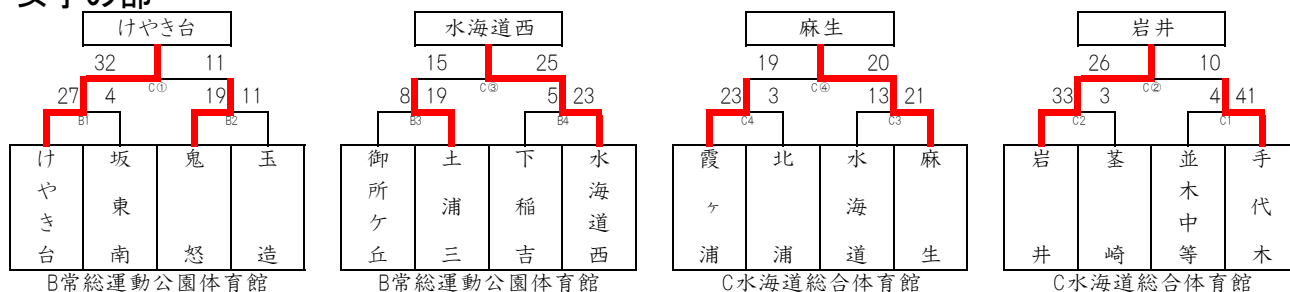 女子の部
けやき台 水海道西 麻生 岩井
32 11 15 25 19 20 26 10
C① C③ C④ C②
27 4 19 11 8 19 5 23 23 3 13 21 33 3 4 41
B1 B2 B3 B4 C4 C3 C2 C1
けやき台 坂東南 鬼怒 玉造 御所ケ丘 土浦三 下稲吉 水海道西 霞ヶ浦 北浦 水海道 麻生 岩井 茎崎 並木中等 手代木
B常総運動公園体育館 B常総運動公園体育館 C水海道総合体育館 C水海道総合体育館